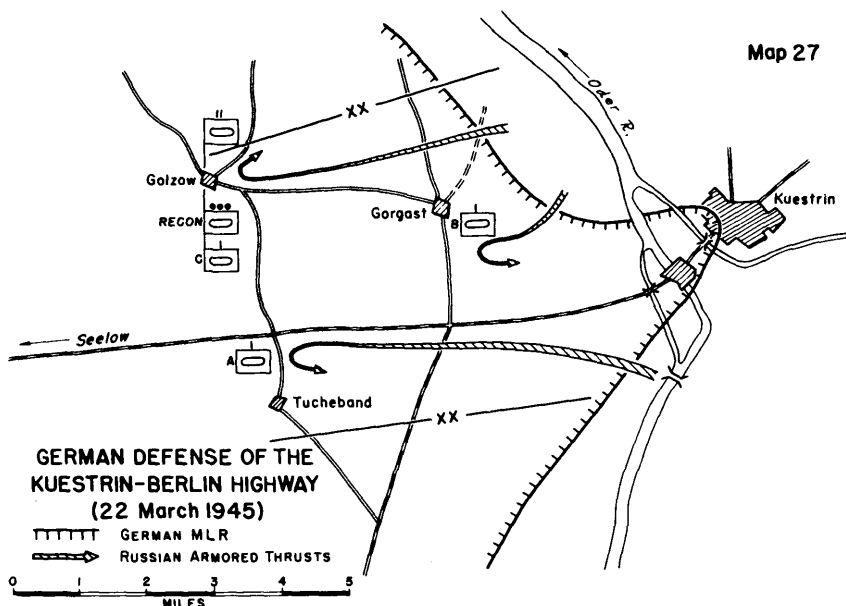 Map 27
Oder R.
XX
II
Golzow
RECON
C
Gorgast
B
Kuestrin
Seelow
A
Tucheband
XX
GERMAN DEFENSE OF THE
KUESTRIN-BERLIN HIGHWAY
(22 March 1945)
GERMAN MLR
RUSSIAN ARMORED THRUSTS
0 1 2 3 4 5
MILES